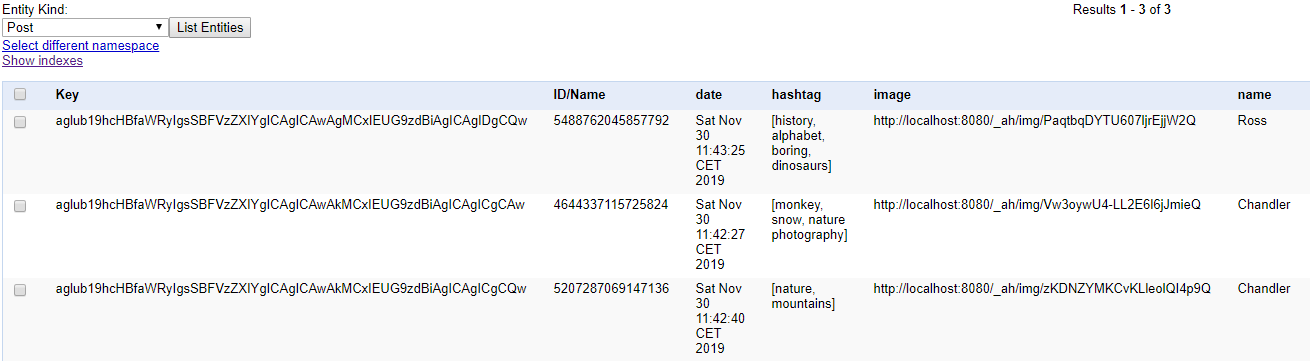 Entity Kind:
Results 1 - 3 of 3
Post
List Entities
Select different namespace
Show indexes
Key ID/Name date hashtag image name
aglub19hcHBfaWRyIgsSBFVzZXIYgICAgICAwAgMCxIEUG9zdBiAgICAgIDgCQw 5488762045857792 Sat Nov [history, http://localhost:8080/_ah/img/PaqtbqDYTU607IjrEjjW2Q Ross
30 alphabet,
11:43:25 boring,
CET dinosaurs]
2019
aglub19hcHBfaWRyIgsSBFVzZXIYgICAgICAwAkMCxIEUG9zdBiAgICAgICgCAw 4644337115725824 Sat Nov [monkey, http://localhost:8080/_ah/img/Vw3oywU4-LL2E6I6jJmieQ Chandler
30 snow, nature
11:42:27 photography]
CET
2019
aglub19hcHBfaWRyIgsSBFVzZXIYgICAgICAwAkMCxIEUG9zdBiAgICAgICgCQw 5207287069147136 Sat Nov [nature, http://localhost:8080/_ah/img/zKDNZYMKCvKLleolQI4p9Q Chandler
30 mountains]
11:42:40
CET
2019